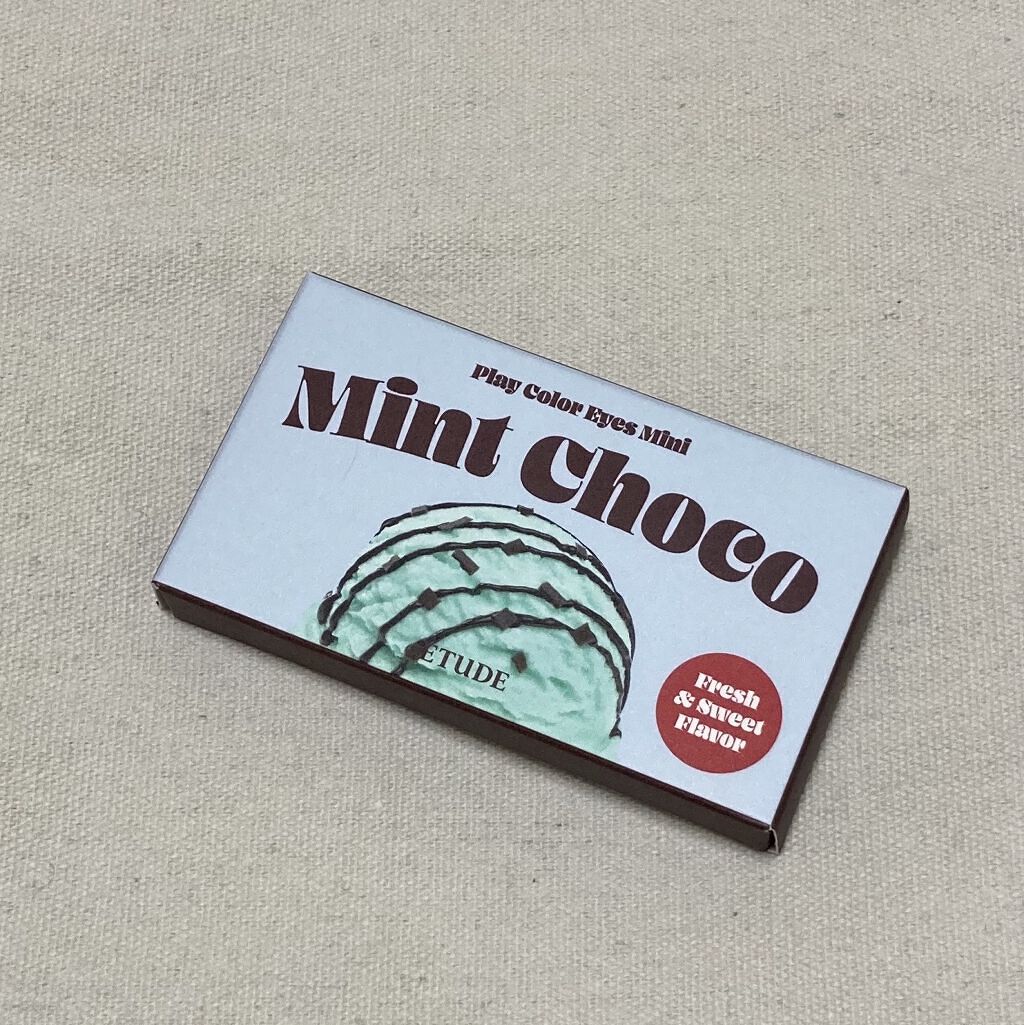 Play Color Eyes Mini
Mint Choco
ETUDE
Fresh
& Sweet
Flavor